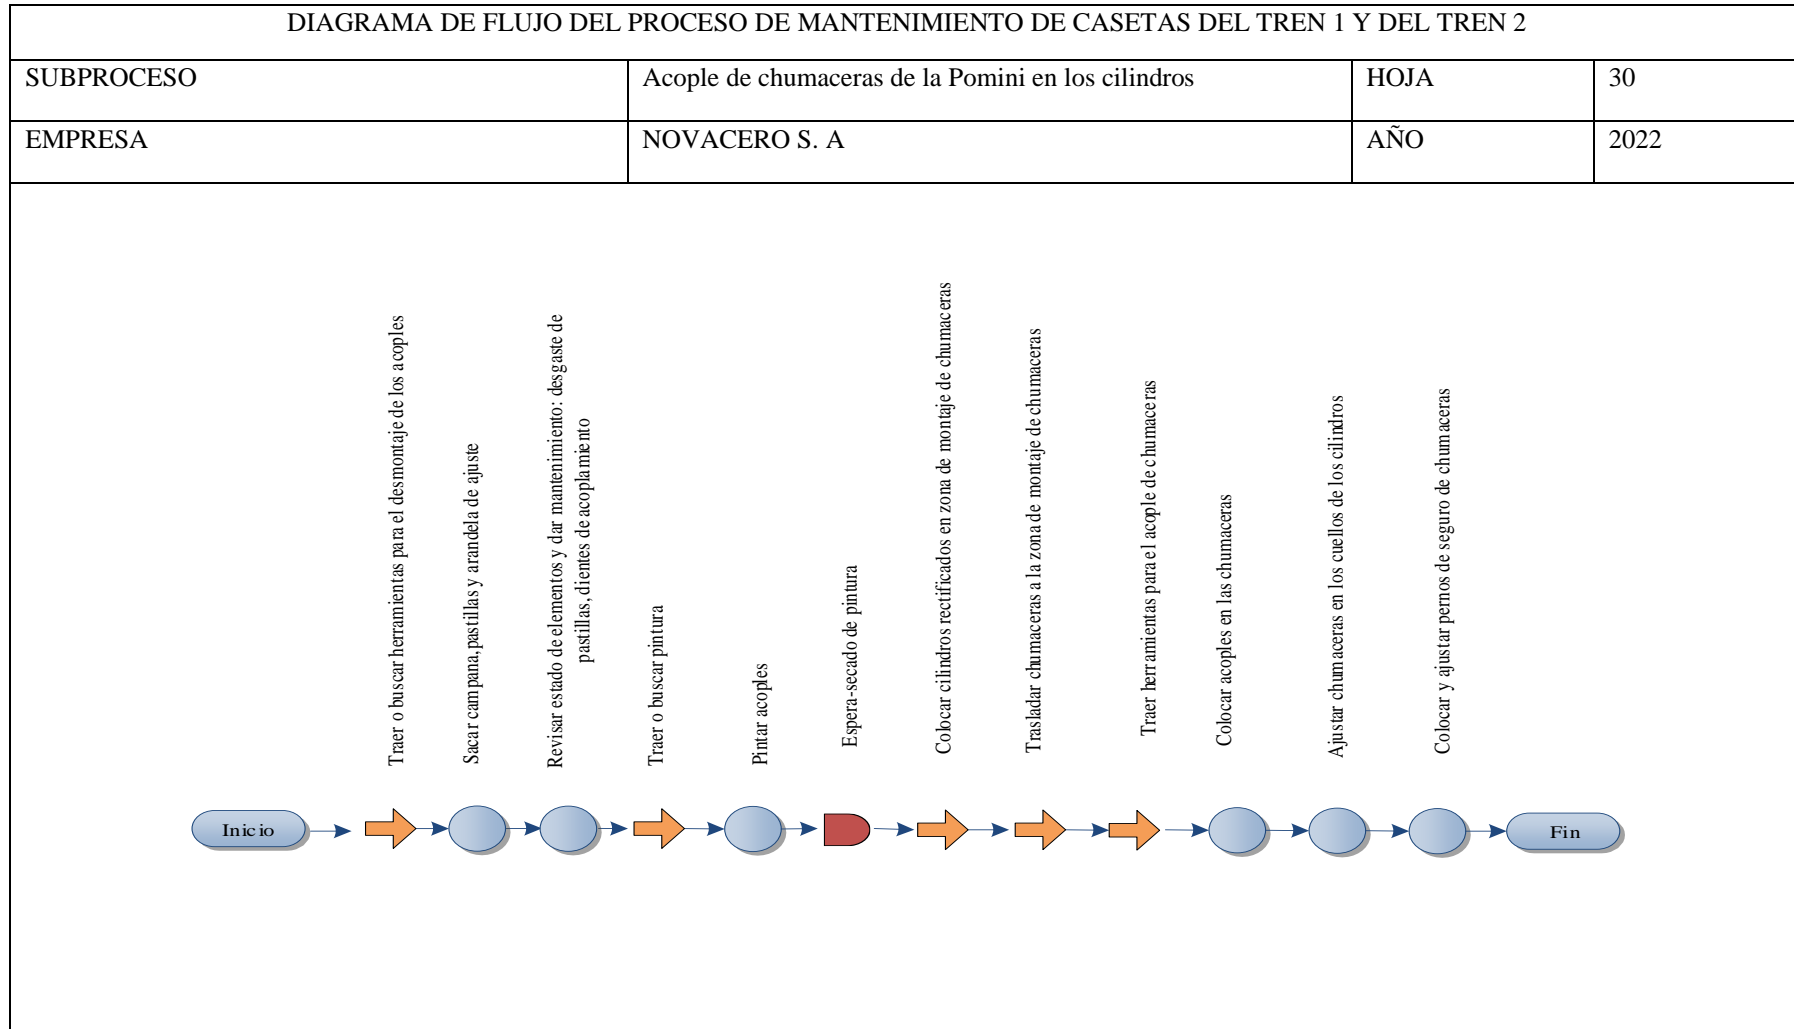 DIAGRAMA DE FLUJO DEL PROCESO DE MANTENIMIENTO DE CASETAS DEL TREN 1 Y DEL TREN 2
SUBPROCESO
Acople de chumaceras de la Pomini en los cilindros
HOJA
30
EMPRESA
NOVACERO S. A
AÑO
2022
Traer o buscar herramientas para el desmontaje de los acoples
Sacar campana, pastillas y arandela de ajuste
Revisar estado de elementos y dar mantenimiento: desgaste de
pastillas, dientes de acoplamiento
Traer o buscar pintura
Pintar acoples
Espera-secado de pintura
Colocar cilindros rectificados en zona de montaje de chumaceras
Trasladar chumaceras a la zona de montaje de chumaceras
Traer herramientas para el acople de chumaceras
Colocar acoples en las chumaceras
Ajustar chumaceras en los cuellos de los cilindros
Colocar y ajustar pernos de seguro de chumaceras
Inicio
Fin